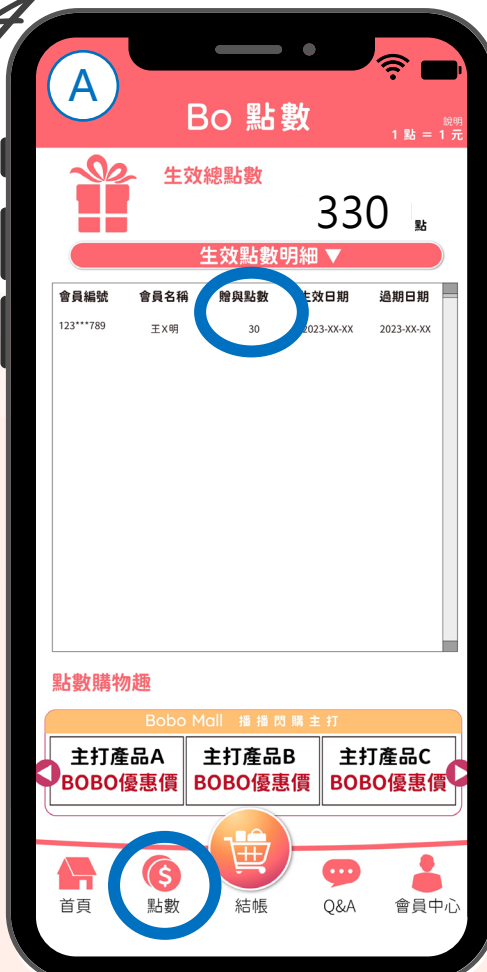 A
Bo 點數
說明
1 點 = 1 元
生效總點數
330 點
生效點數明細 ▼
會員編號 會員名稱 贈與點數 生效日期 過期日期
123***789 王X明 30 2023-XX-XX 2023-XX-XX
點數購物趣
Bobo Mall 播播閃購主打
主打產品A 主打產品B 主打產品C
BOBO優惠價 BOBO優惠價 BOBO優惠價
首頁 點數 結帳 Q&A 會員中心